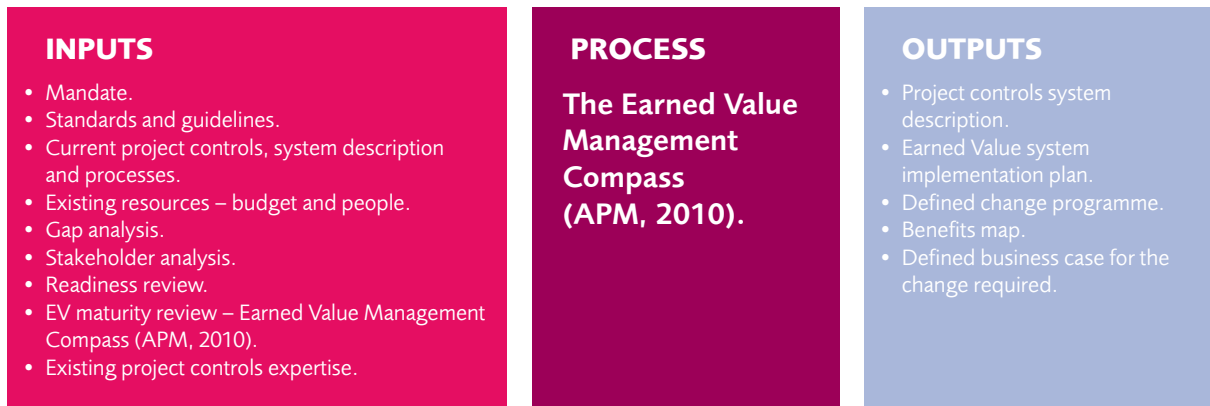 INPUTS
• Mandate.
• Standards and guidelines.
• Current project controls, system description
and processes.
• Existing resources – budget and people.
• Gap analysis.
• Stakeholder analysis.
• Readiness review.
• EV maturity review – Earned Value Management
Compass (APM, 2010).
• Existing project controls expertise.
PROCESS
The Earned Value
Management
Compass
(APM, 2010).
OUTPUTS
• Project controls system
description.
• Earned Value system
implementation plan.
• Defined change programme.
• Benefits map.
• Defined business case for the
change required.